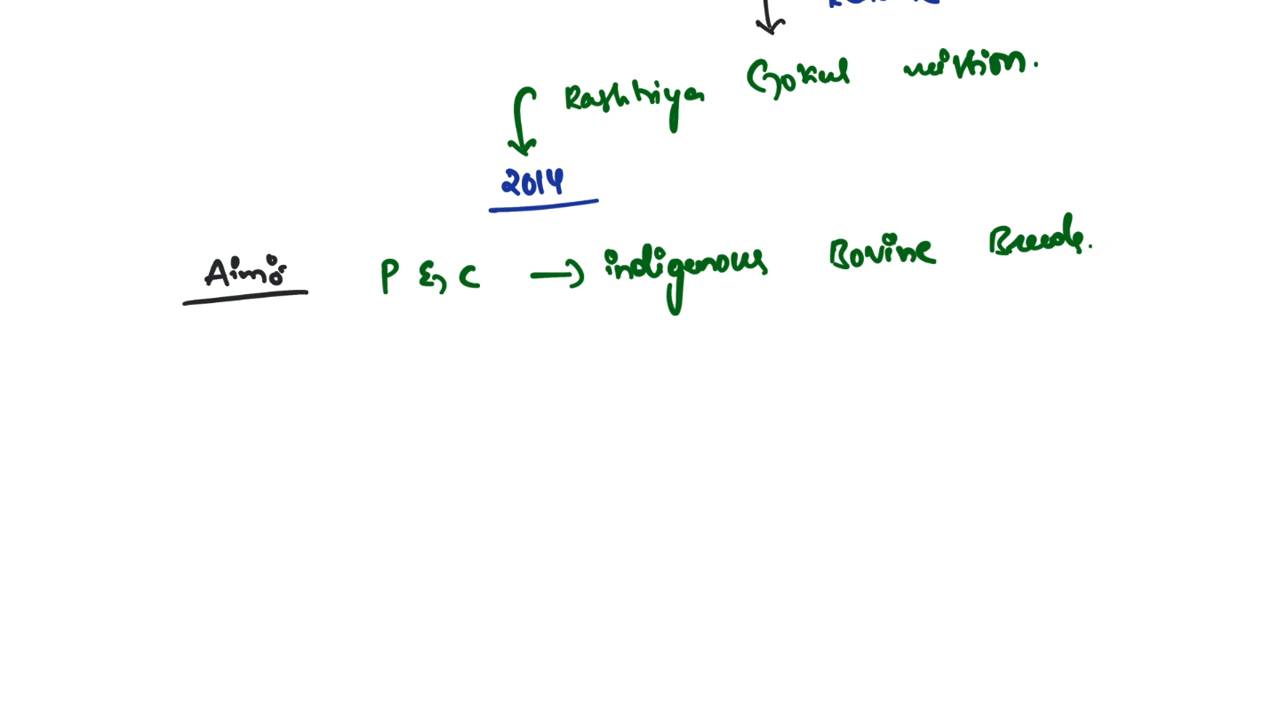 Rashtriya Gokul mission.
2014
Aim: P & C → indigenous Bovine Breeds.